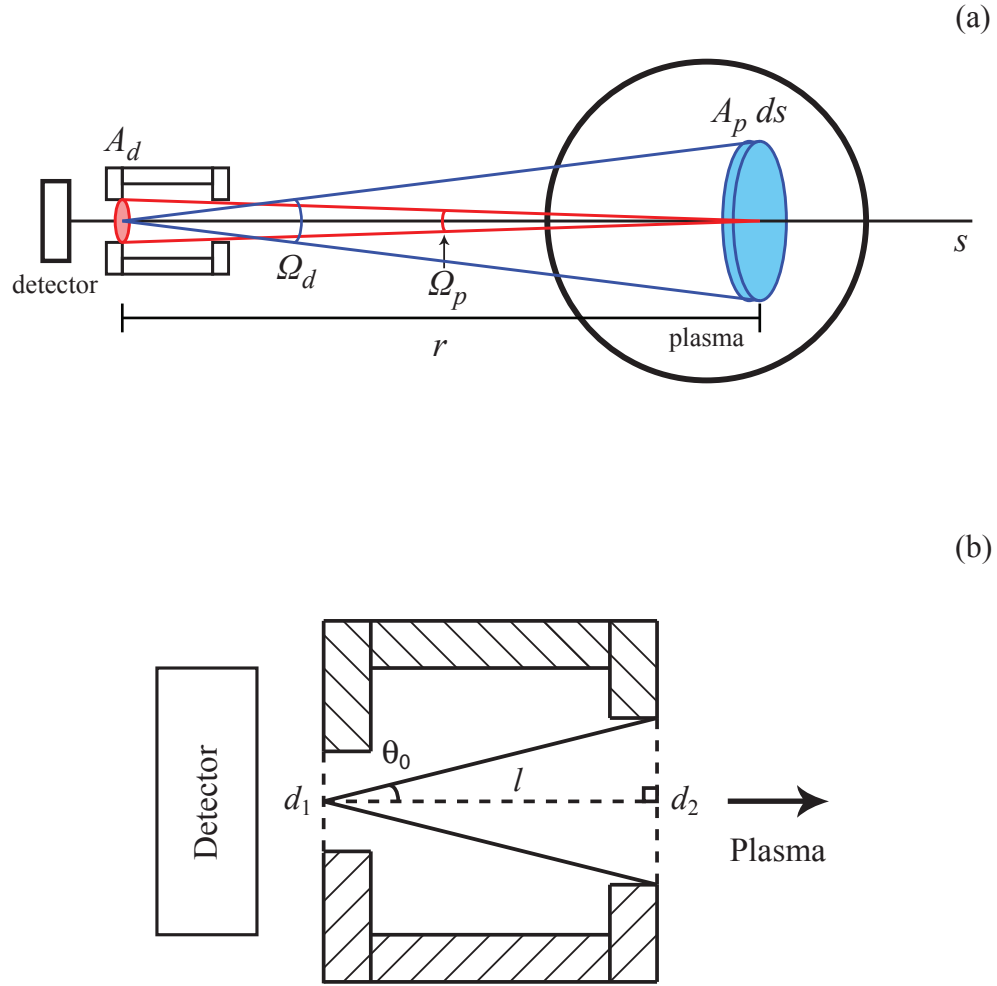 (a)
A_d
A_p ds
detector
Ω_d
Ω_p
s
plasma
r
(b)
Detector
θ_0
l
d_1
d_2
Plasma